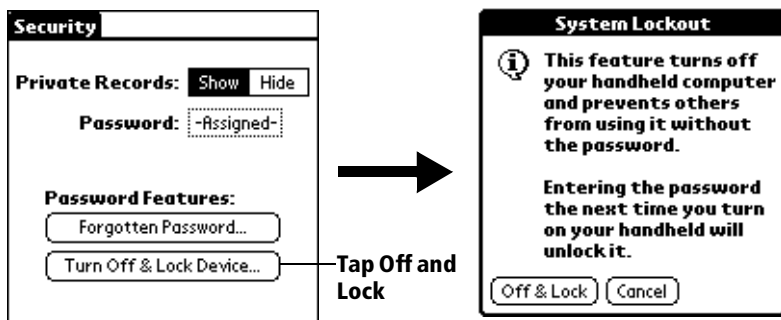 Security
Private Records: Show Hide
Password: -Assigned-
Password Features:
Forgotten Password...
Turn Off & Lock Device...
Tap Off and
Lock
System Lockout
This feature turns off
your handheld computer
and prevents others
from using it without
the password.
Entering the password
the next time you turn
on your handheld will
unlock it.
Off & Lock Cancel